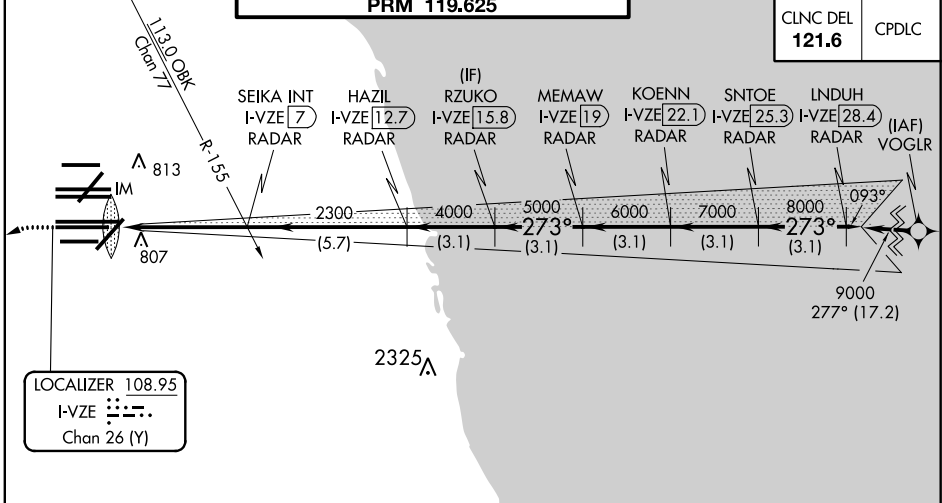 PRM 119.625
CLNC DEL
121.6
CPDLC
113.0 OBK
Chan 77
R-155
SEIKA INT
I-VZE 7
RADAR
HAZIL
I-VZE 12.7
RADAR
(IF)
RZUKO
I-VZE 15.8
RADAR
MEMAW
I-VZE 19
RADAR
KOENN
I-VZE 22.1
RADAR
SNTOE
I-VZE 25.3
RADAR
LNDUH
I-VZE 28.4
RADAR
(IAF)
VOGLR
813
IM
807
2300
(5.7)
4000
(3.1)
5000
273°
(3.1)
6000
(3.1)
7000
(3.1)
8000
273°
(3.1)
093°
9000
277° (17.2)
2325
LOCALIZER 108.95
I-VZE
Chan 26 (Y)